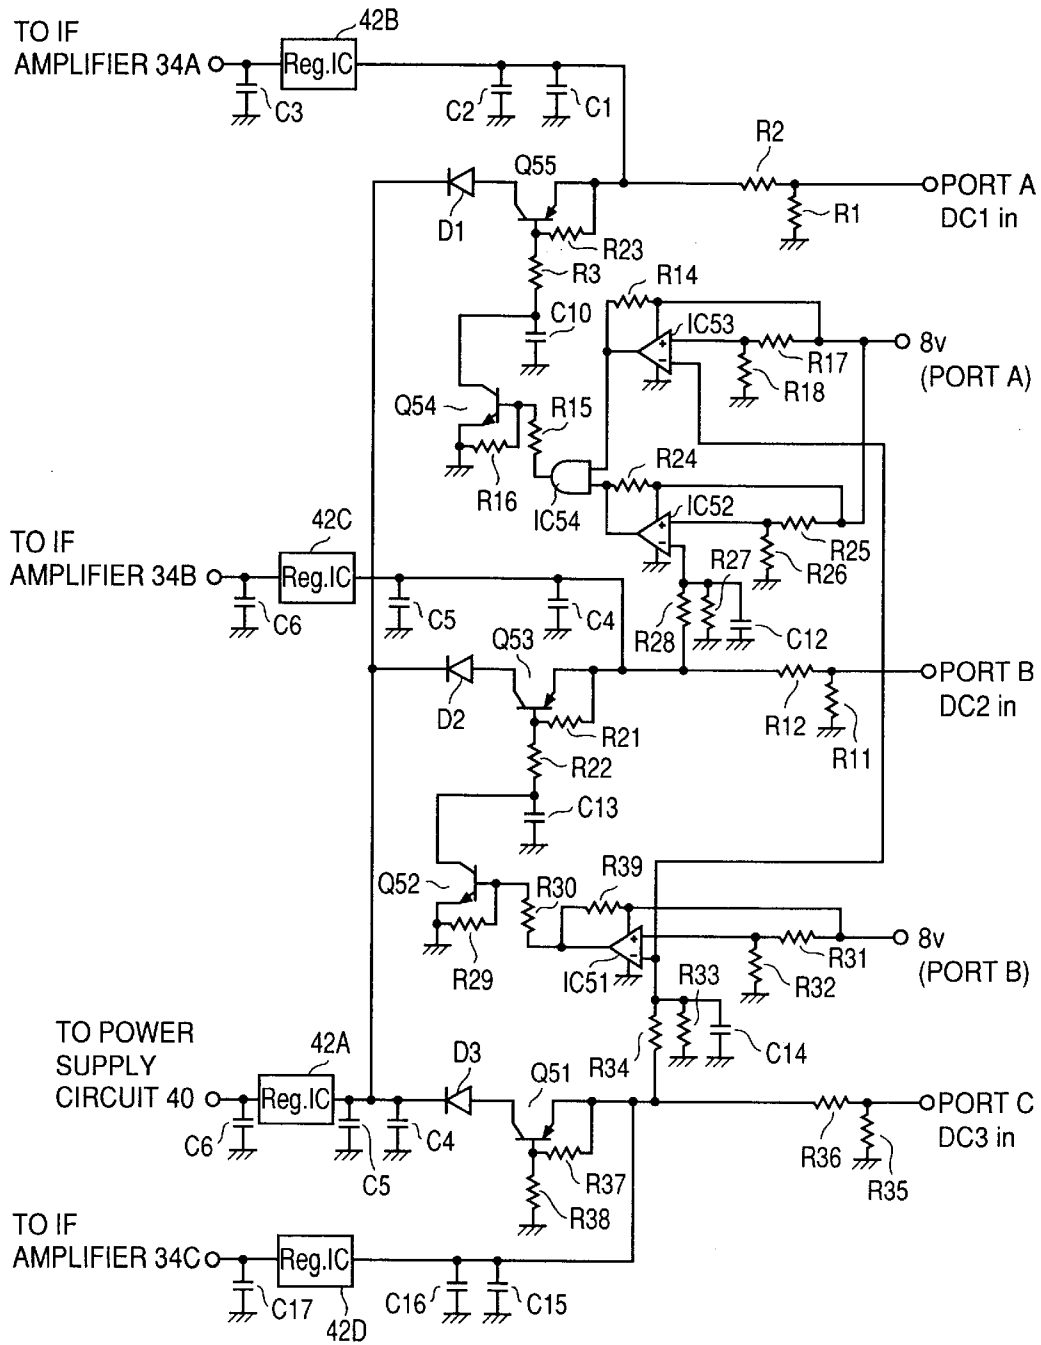 TO IF
AMPLIFIER 34A
42B
Reg.IC
C3
C2
C1
R2
Q55
PORT A
DC1 in
R1
D1
R23
R3
R14
C10
IC53
8v
(PORT A)
R17
R18
Q54
R15
R24
R16
IC54
IC52
42C
TO IF
AMPLIFIER 34B
Reg.IC
R25
R26
R27
R28
C12
C6
C5
C4
Q53
PORT B
DC2 in
D2
R21
R12
R11
R22
C13
R39
Q52
R30
8v
(PORT B)
R29
IC51
R31
R32
R33
R34
C14
TO POWER
SUPPLY
CIRCUIT 40
42A
Reg.IC
D3
Q51
PORT C
DC3 in
C6
C5
C4
R36
R35
R37
R38
TO IF
AMPLIFIER 34C
Reg.IC
C17
42D
C16
C15